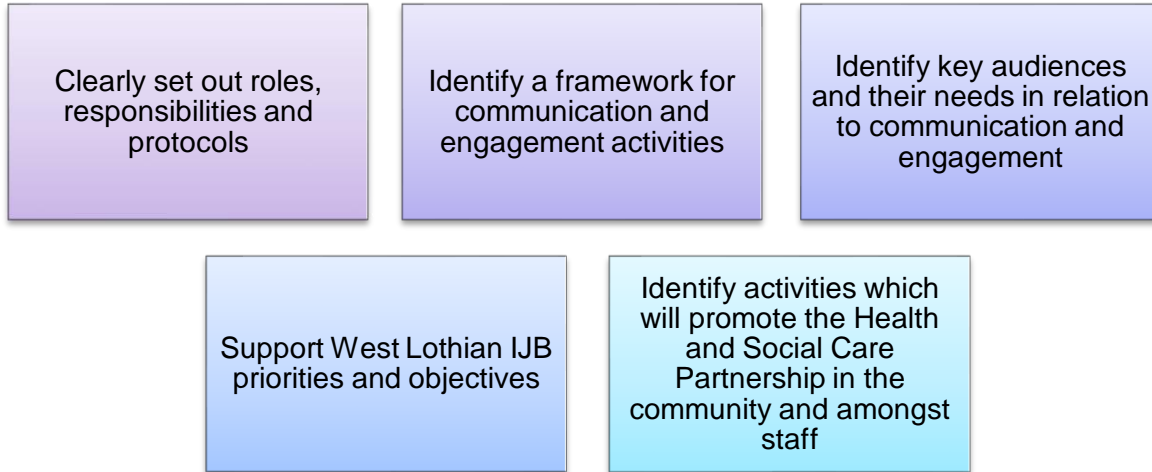 Clearly set out roles,
responsibilities and
protocols
Identify a framework for
communication and
engagement activities
Identify key audiences
and their needs in relation
to communication and
engagement
Support West Lothian IJB
priorities and objectives
Identify activities which
will promote the Health
and Social Care
Partnership in the
community and amongst
staff